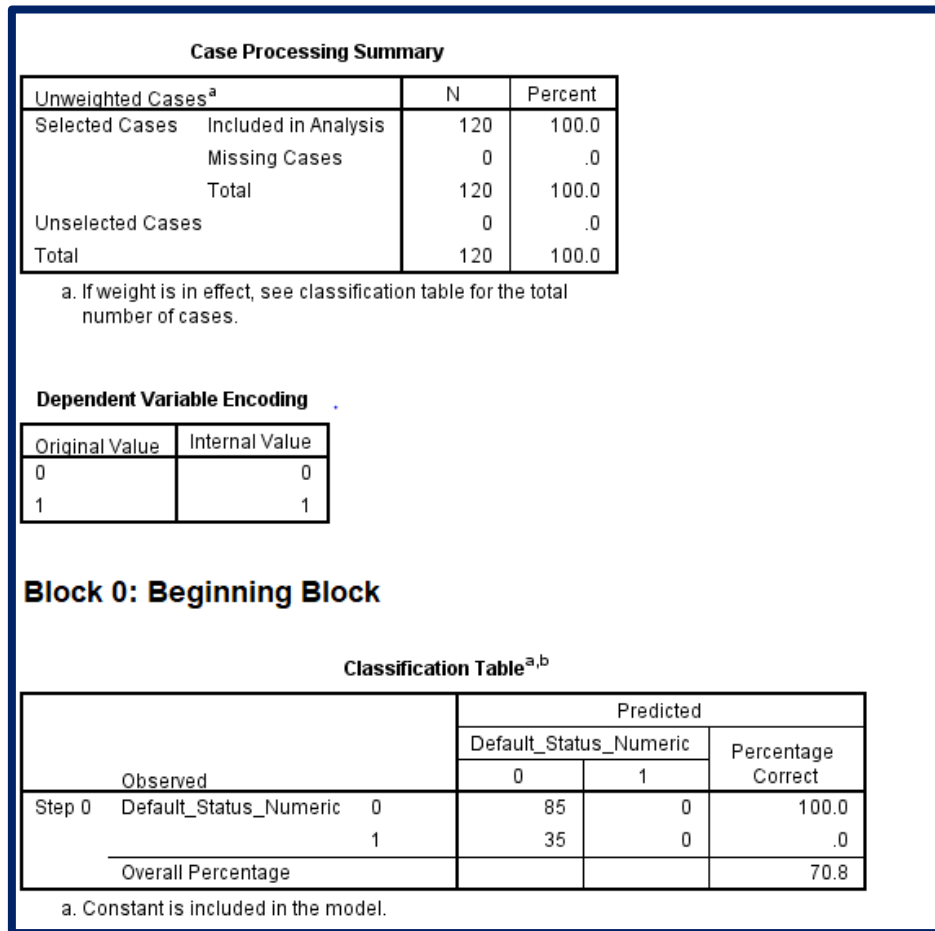 Case Processing Summary
Unweighted Casesᵃ N Percent
Selected Cases Included in Analysis 120 100.0
Missing Cases 0 .0
Total 120 100.0
Unselected Cases 0 .0
Total 120 100.0
a. If weight is in effect, see classification table for the total
number of cases.
Dependent Variable Encoding
Original Value Internal Value
0 0
1 1
Block 0: Beginning Block
Classification Tableᵃ,ᵇ
Predicted
Default_Status_Numeric Percentage
Observed 0 1 Correct
Step 0 Default_Status_Numeric 0 85 0 100.0
1 35 0 .0
Overall Percentage 70.8
a. Constant is included in the model.